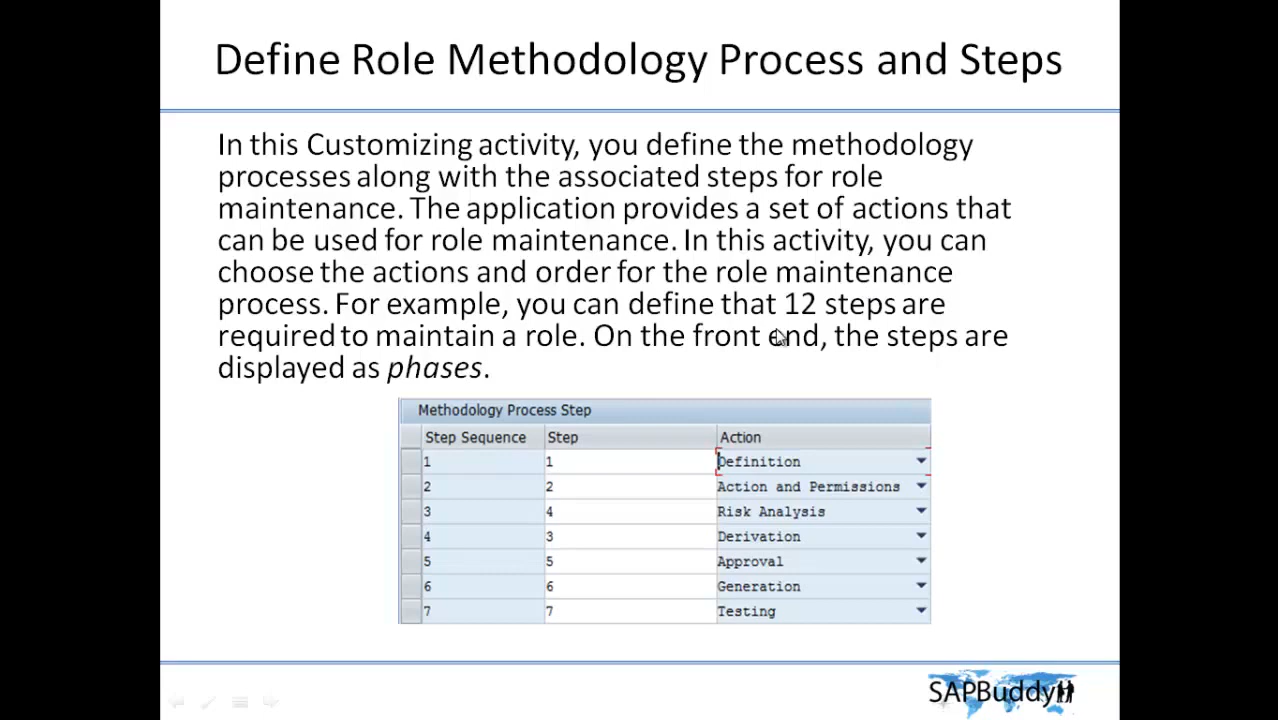 Define Role Methodology Process and Steps
In this Customizing activity, you define the methodology
processes along with the associated steps for role
maintenance. The application provides a set of actions that
can be used for role maintenance. In this activity, you can
choose the actions and order for the role maintenance
process. For example, you can define that 12 steps are
required to maintain a role. On the front end, the steps are
displayed as phases.
Methodology Process Step
Step Sequence Step Action
1 1 Definition
2 2 Action and Permissions
3 4 Risk Analysis
4 3 Derivation
5 5 Approval
6 6 Generation
7 7 Testing
SAPBuddy